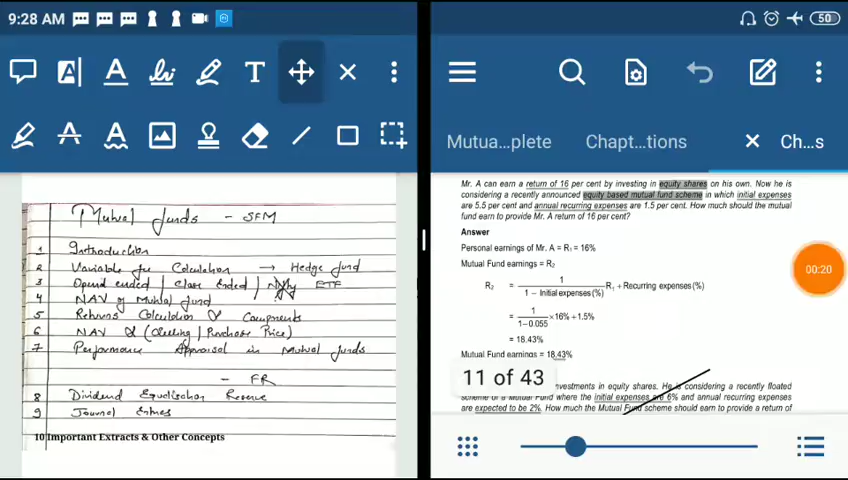 9:28 AM
50
T
Mutua...plete
Chapt...tions
Ch...s
Mutual funds - SFM
1 Introduction
2 Variable fee Calculation → Hedge fund
3 Opend ended | Close Ended | ETF
4 NAV of Mutual fund
5 Returns Calculation & Components
6 NAV & (Selling | Purchase Price)
7 Performance Appraisal in Mutual funds
- FR
8 Dividend Equilisation Reserve
9 Journal Entries
10 Important Extracts & Other Concepts
Mr. A can earn a return of 16 per cent by investing in equity shares on his own. Now he is
considering a recently announced equity based mutual fund scheme in which initial expenses
are 5.5 per cent and annual recurring expenses are 1.5 per cent. How much should the mutual
fund earn to provide Mr. A return of 16 per cent?
Answer
Personal earnings of Mr. A = R₁ = 16%
Mutual Fund earnings = R₂
R₂ = 1 / (1 − Initial expenses (%)) R₁ + Recurring expenses (%)
= 1 / (1−0.055) ×16% + 1.5%
= 18.43%
Mutual Fund earnings = 18.43%
11 of 43
investments in equity shares. He is considering a recently floated
scheme of a Mutual Fund where the initial expenses are 6% and annual recurring expenses
are expected to be 2%. How much the Mutual Fund scheme should earn to provide a return of
00:20